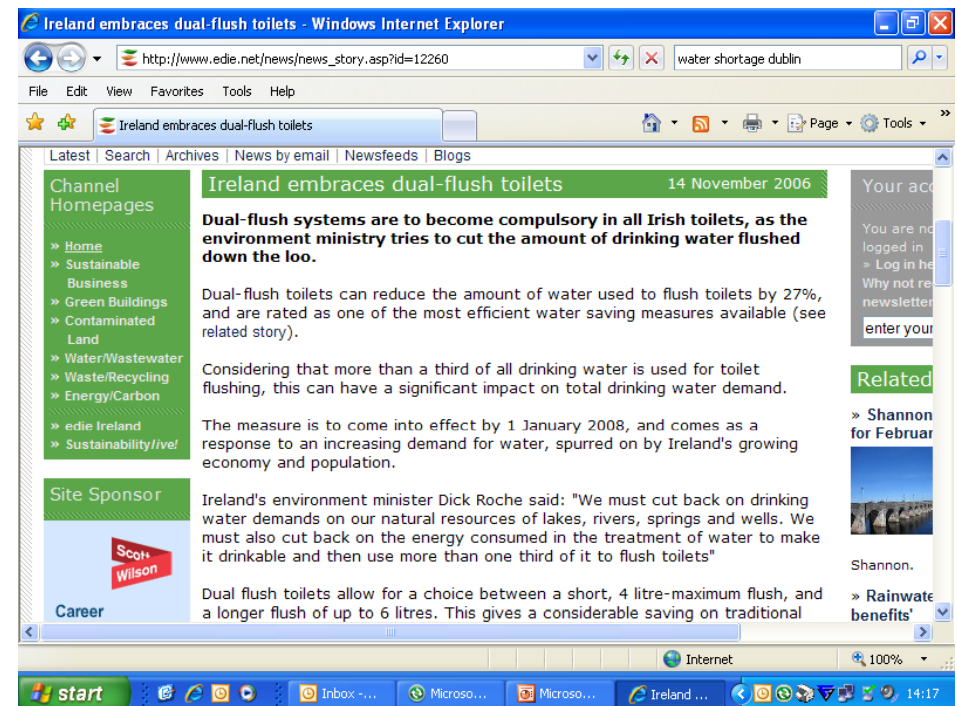 Ireland embraces dual-flush toilets - Windows Internet Explorer
http://www.edie.net/news/news_story.asp?id=12260
water shortage dublin
File Edit View Favorites Tools Help
Ireland embraces dual-flush toilets
Page Tools »
Latest | Search | Archives | News by email | Newsfeeds | Blogs
Channel
Homepages
» Home
» Sustainable
Business
» Green Buildings
» Contaminated
Land
» Water/Wastewater
» Waste/Recycling
» Energy/Carbon
» edie Ireland
» Sustainabilitylive!
Site Sponsor
Scott
Wilson
Career
Ireland embraces dual-flush toilets 14 November 2006
Dual-flush systems are to become compulsory in all Irish toilets, as the
environment ministry tries to cut the amount of drinking water flushed
down the loo.
Dual-flush toilets can reduce the amount of water used to flush toilets by 27%,
and are rated as one of the most efficient water saving measures available (see
related story).
Considering that more than a third of all drinking water is used for toilet
flushing, this can have a significant impact on total drinking water demand.
The measure is to come into effect by 1 January 2008, and comes as a
response to an increasing demand for water, spurred on by Ireland's growing
economy and population.
Ireland's environment minister Dick Roche said: "We must cut back on drinking
water demands on our natural resources of lakes, rivers, springs and wells. We
must also cut back on the energy consumed in the treatment of water to make
it drinkable and then use more than one third of it to flush toilets"
Dual flush toilets allow for a choice between a short, 4 litre-maximum flush, and
a longer flush of up to 6 litres. This gives a considerable saving on traditional
Your acc
You are no
logged in
» Log in he
Why not re
newsletter
enter your
Related
» Shannon
for Februar
Shannon.
» Rainwate
benefits'
Internet 100%
start Inbox -... Microso... Microso... Ireland ... 14:17